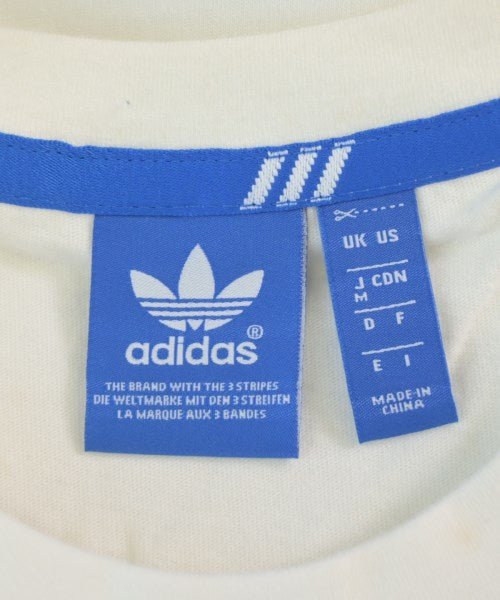 adidas®
THE BRAND WITH THE 3 STRIPES
DIE WELTMARKE MIT DEN 3 STREIFEN
LA MARQUE AUX 3 BANDES
UK US
J CDN
M
D F
E I
MADE IN
CHINA